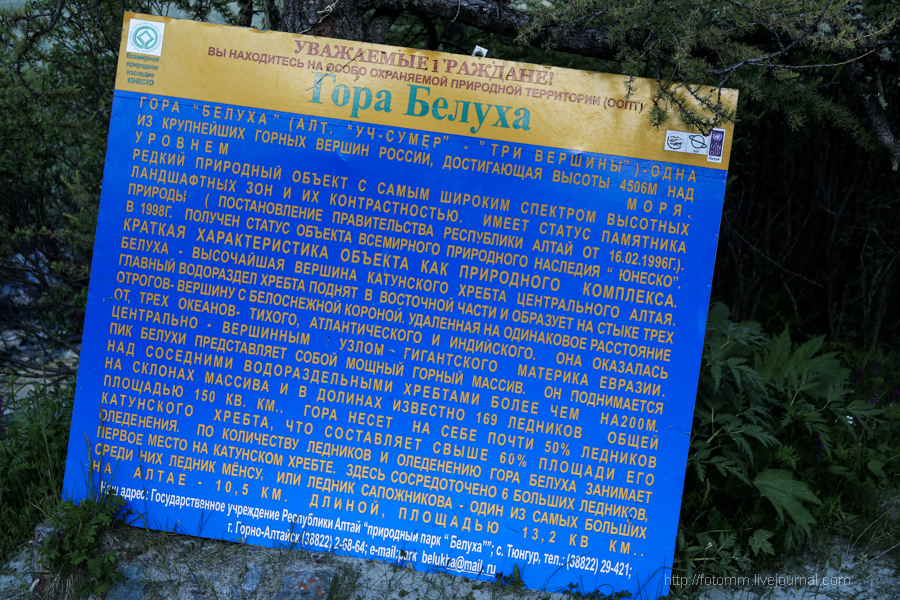 Всемирное
природное
наследие
ЮНЕСКО
УВАЖАЕМЫЕ ГРАЖДАНЕ!
ВЫ НАХОДИТЕСЬ НА ОСОБО ОХРАНЯЕМОЙ ПРИРОДНОЙ ТЕРРИТОРИИ (ООПТ)
Гора Белуха
ГОРА "БЕЛУХА" (АЛТ. "УЧ-СУМЕР" - "ТРИ ВЕРШИНЫ")-ОДНА
ИЗ КРУПНЕЙШИХ ГОРНЫХ ВЕРШИН РОССИИ, ДОСТИГАЮЩАЯ ВЫСОТЫ 4506М НАД
УРОВНЕМ МОРЯ.
РЕДКИЙ ПРИРОДНЫЙ ОБЪЕКТ С САМЫМ ШИРОКИМ СПЕКТРОМ ВЫСОТНЫХ
ЛАНДШАФТНЫХ ЗОН И ИХ КОНТРАСТНОСТЬЮ. ИМЕЕТ СТАТУС ПАМЯТНИКА
ПРИРОДЫ ( ПОСТАНОВЛЕНИЕ ПРАВИТЕЛЬСТВА РЕСПУБЛИКИ АЛТАЙ ОТ 16.02.1996Г.).
В 1998Г. ПОЛУЧЕН СТАТУС ОБЪЕКТА ВСЕМИРНОГО ПРИРОДНОГО НАСЛЕДИЯ " ЮНЕСКО".
КРАТКАЯ ХАРАКТЕРИСТИКА ОБЪЕКТА КАК ПРИРОДНОГО КОМПЛЕКСА.
БЕЛУХА - ВЫСОЧАЙШАЯ ВЕРШИНА КАТУНСКОГО ХРЕБТА ЦЕНТРАЛЬНОГО АЛТАЯ.
ГЛАВНЫЙ ВОДОРАЗДЕЛ ХРЕБТА ПОДНЯТ В ВОСТОЧНОЙ ЧАСТИ И ОБРАЗУЕТ НА СТЫКЕ ТРЕХ
ОТРОГОВ- ВЕРШИНУ С БЕЛОСНЕЖНОЙ КОРОНОЙ. УДАЛЕННАЯ НА ОДИНАКОВОЕ РАССТОЯНИЕ
ОТ, ТРЕХ ОКЕАНОВ- ТИХОГО, АТЛАНТИЧЕСКОГО И ИНДИЙСКОГО. ОНА ОКАЗАЛАСЬ
ЦЕНТРАЛЬНО - ВЕРШИННЫМ УЗЛОМ ГИГАНТСКОГО МАТЕРИКА ЕВРАЗИИ.
ПИК БЕЛУХИ ПРЕДСТАВЛЯЕТ СОБОЙ МОЩНЫЙ ГОРНЫЙ МАССИВ. ОН ПОДНИМАЕТСЯ
НАД СОСЕДНИМИ ВОДОРАЗДЕЛЬНЫМИ ХРЕБТАМИ БОЛЕЕ ЧЕМ НА200М.
НА СКЛОНАХ МАССИВА И В ДОЛИНАХ ИЗВЕСТНО 169 ЛЕДНИКОВ ОБЩЕЙ
ПЛОЩАДЬЮ 150 КВ. КМ.. ГОРА НЕСЕТ НА СЕБЕ ПОЧТИ 50% ЛЕДНИКОВ
КАТУНСКОГО ХРЕБТА, ЧТО СОСТАВЛЯЕТ СВЫШЕ 60% ПЛОЩАДИ ЕГО
ОЛЕДЕНЕНИЯ. ПО КОЛИЧЕСТВУ ЛЕДНИКОВ И ОЛЕДЕНЕНИЮ ГОРА БЕЛУХА ЗАНИМАЕТ
ПЕРВОЕ МЕСТО НА КАТУНСКОМ ХРЕБТЕ. ЗДЕСЬ СОСРЕДОТОЧЕНО 6 БОЛЬШИХ ЛЕДНИКОВ,
СРЕДИ НИХ ЛЕДНИК МЁНСУ, ИЛИ ЛЕДНИК САПОЖНИКОВА - ОДИН ИЗ САМЫХ БОЛЬШИХ
НА АЛТАЕ - 10,5 КМ. ДЛИНОЙ, ПЛОЩАДЬЮ 13,2 КВ КМ..
Наш адрес: Государственное учреждение Республики Алтай "природный парк " Белуха""; с. Тюнгур, тел.: (38822) 29-421;
г. Горно-Алтайск (38822) 2-68-64; e-mail;park_belukha@mail.ru
http://fotomm.livejournal.com